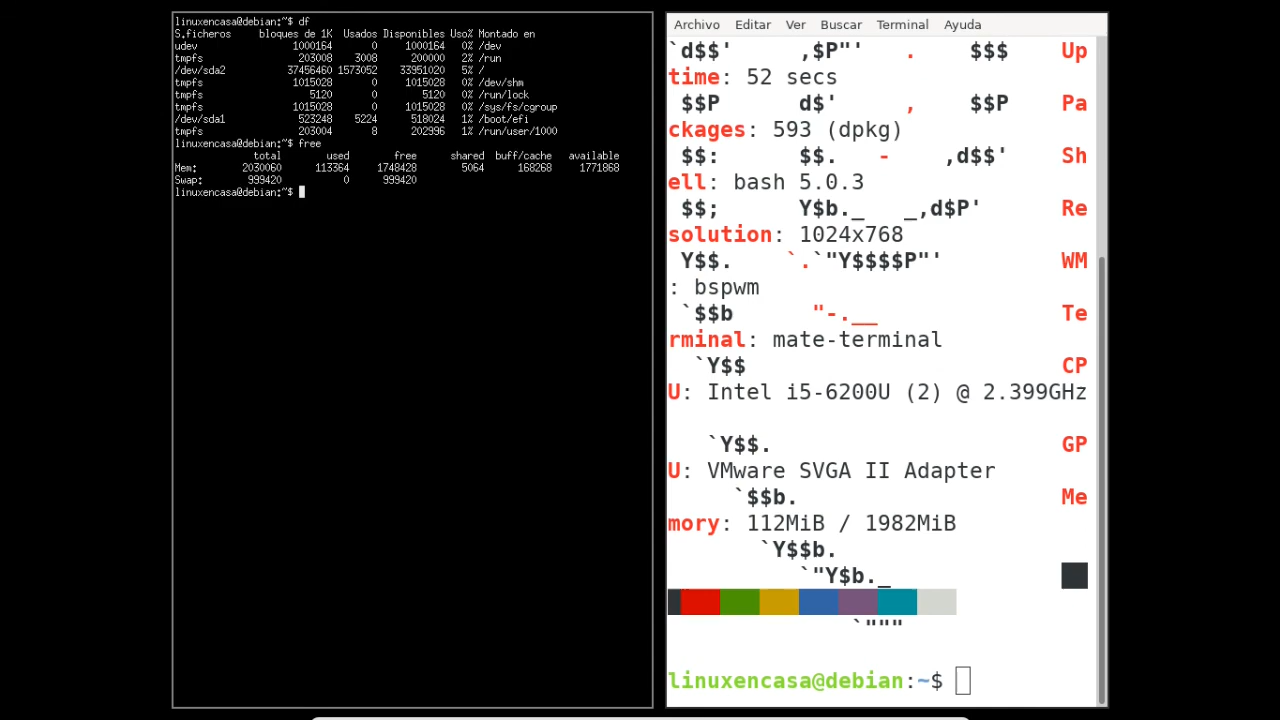 linuxencasa@debian:~$ df
S.ficheros     bloques de 1K  Usados Disponibles Uso% Montado en
udev                 1000164       0     1000164   0% /dev
tmpfs                 203008    3008      200000   2% /run
/dev/sda2           37456460 1573052    33951020   5% /
tmpfs                1015028       0     1015028   0% /dev/shm
tmpfs                   5120       0        5120   0% /run/lock
tmpfs                1015028       0     1015028   0% /sys/fs/cgroup
/dev/sda1             523248    5224      518024   1% /boot/efi
tmpfs                 203004       8      202996   1% /run/user/1000
linuxencasa@debian:~$ free
              total        used        free      shared  buff/cache   available
Mem:        2030060      113364     1748428        5064      168268     1771868
Swap:        999420           0      999420
linuxencasa@debian:~$
Archivo Editar Ver Buscar Terminal Ayuda
`d$$'     ,$P"'   .    $$$    Up
time: 52 secs
 $$P      d$'     ,    $$P    Pa
ckages: 593 (dpkg)
 $$:      $$.   -    ,d$$'    Sh
ell: bash 5.0.3
 $$;      Y$b._   _,d$P'      Re
solution: 1024x768
 Y$$.    `.`"Y$$$$P"'         WM
: bspwm
 `$$b      "-.__              Te
rminal: mate-terminal
  `Y$$                        CP
U: Intel i5-6200U (2) @ 2.399GHz
   `Y$$.                      GP
U: VMware SVGA II Adapter
     `$$b.                    Me
mory: 112MiB / 1982MiB
       `Y$$b.
          `"Y$b._
              `"""
linuxencasa@debian:~$